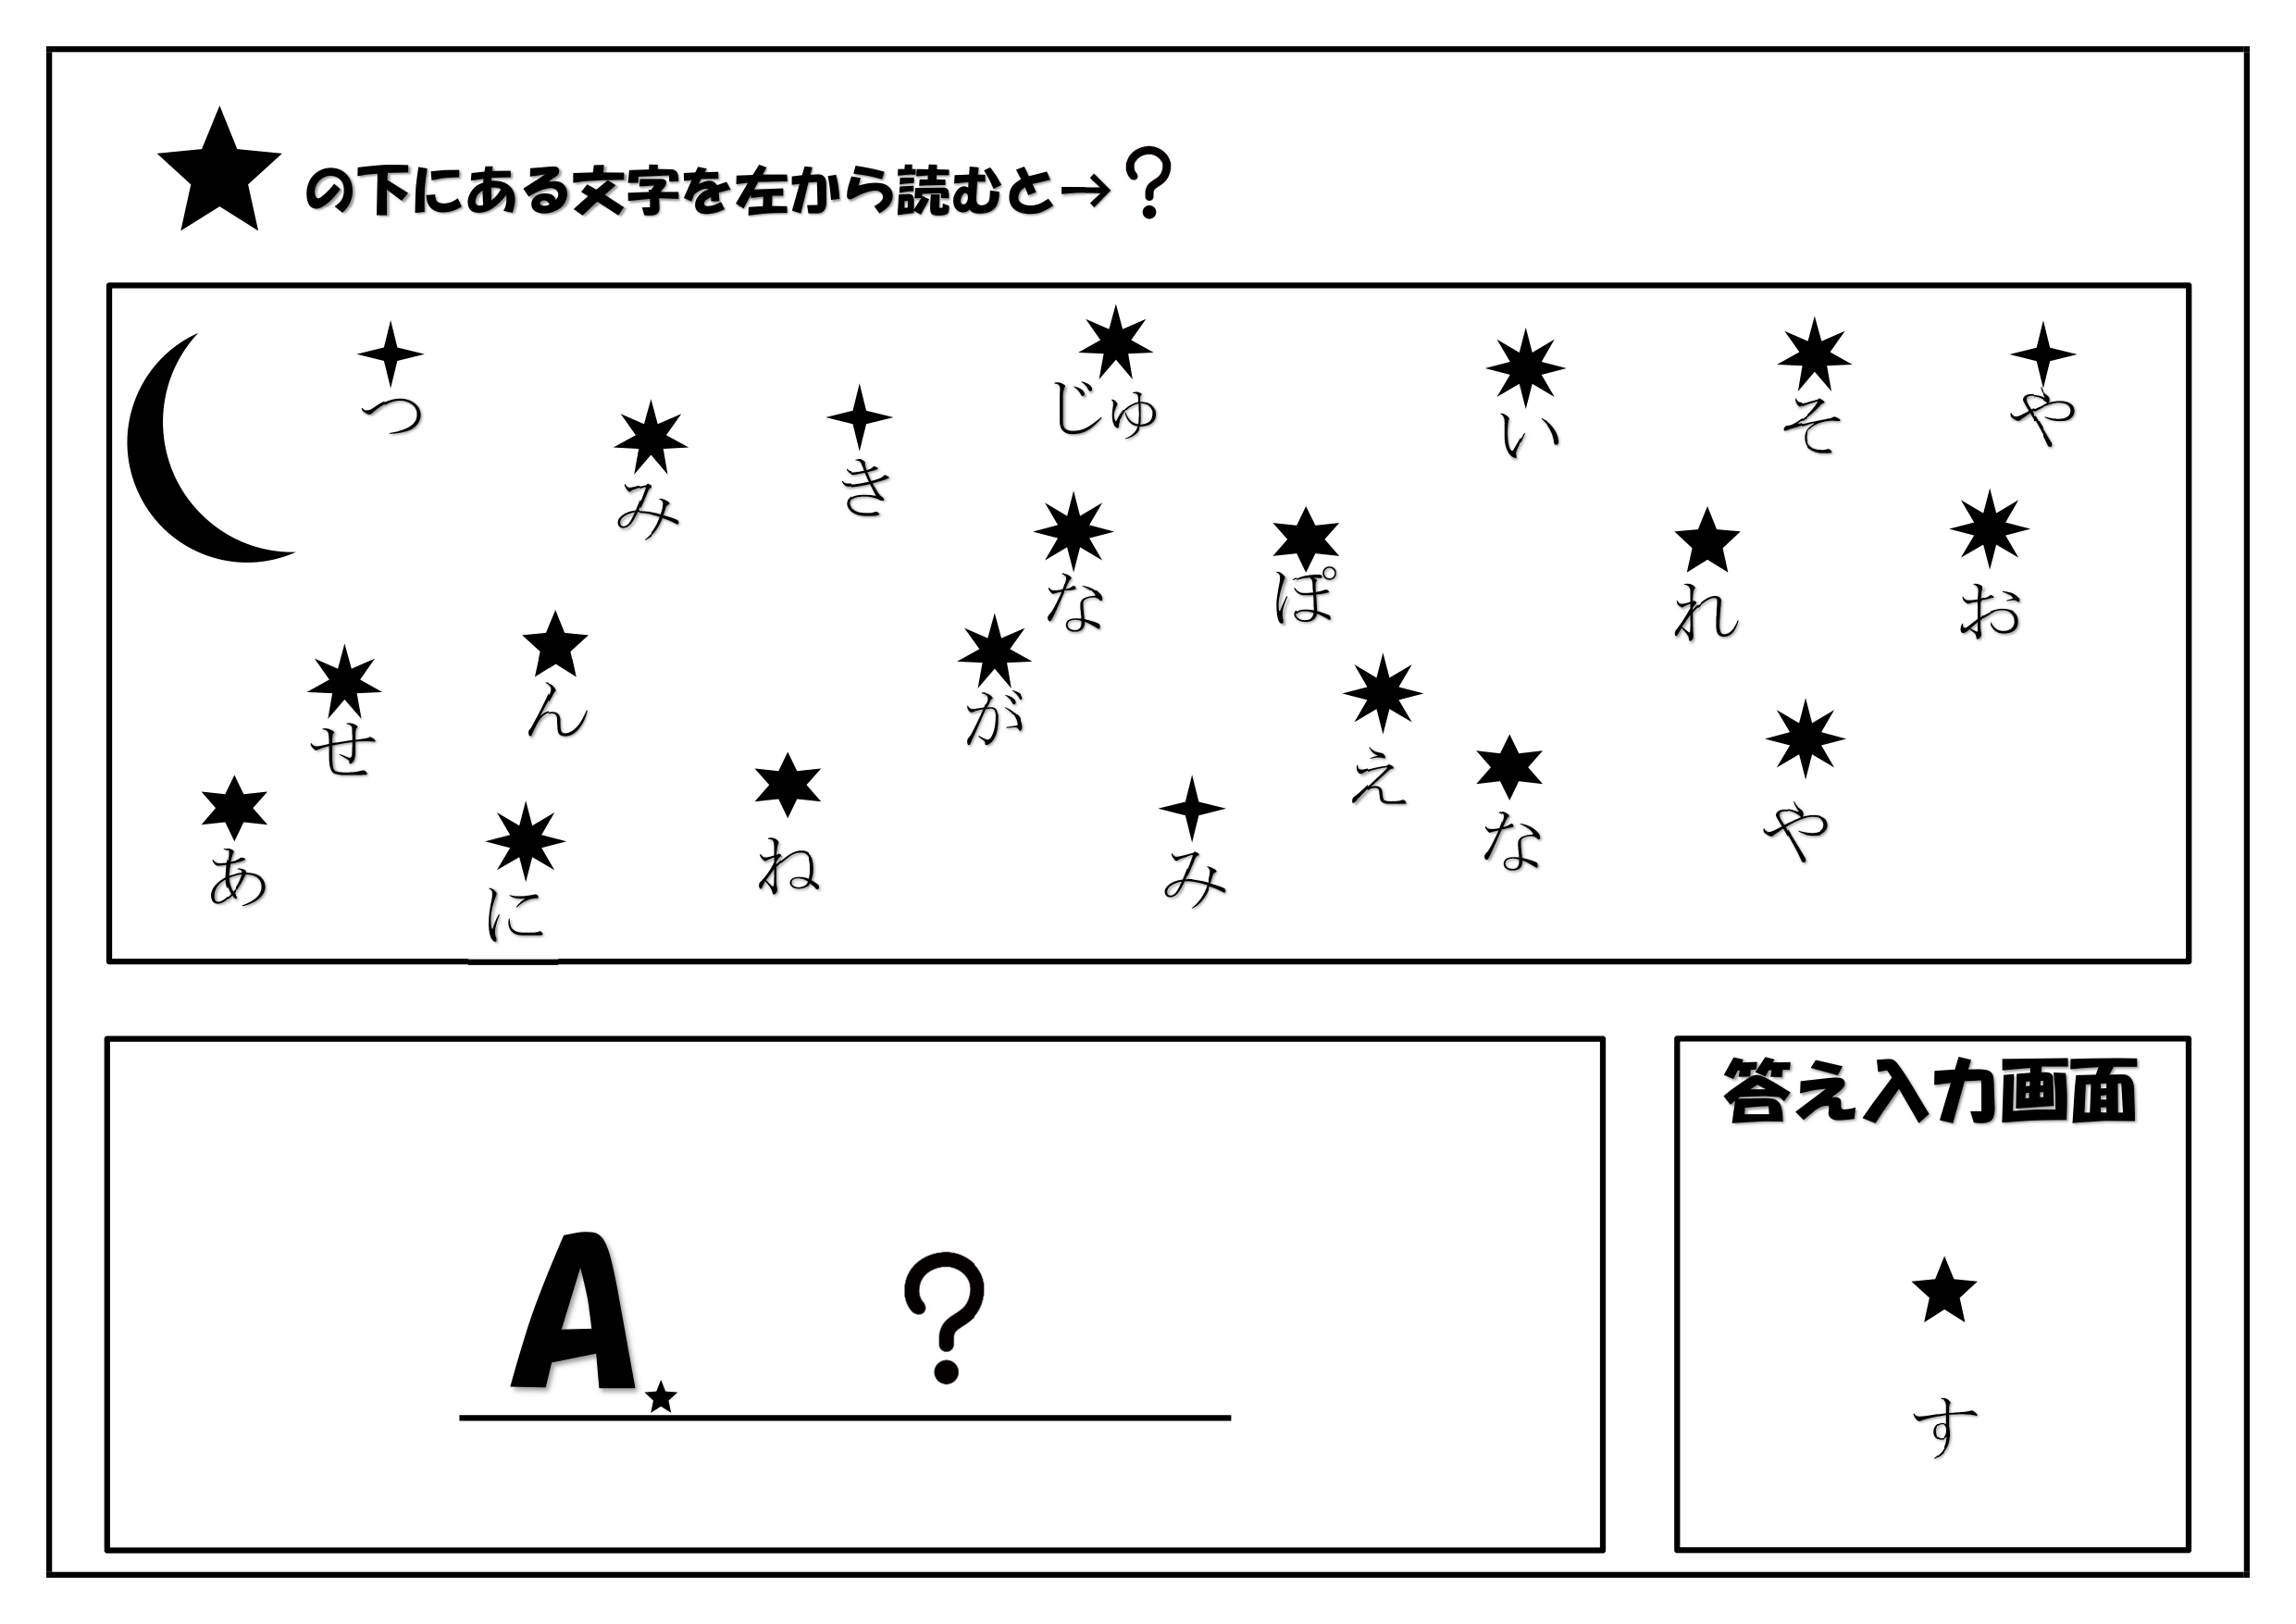 ★の下にある文字を左から読むと→?
つ
み
き
じゅ
い
そ
や
な
ぽ
れ
お
せ
ん
が
え
あ
に
ね
み
な
や
A.★ ?
答え入力画面
★
す